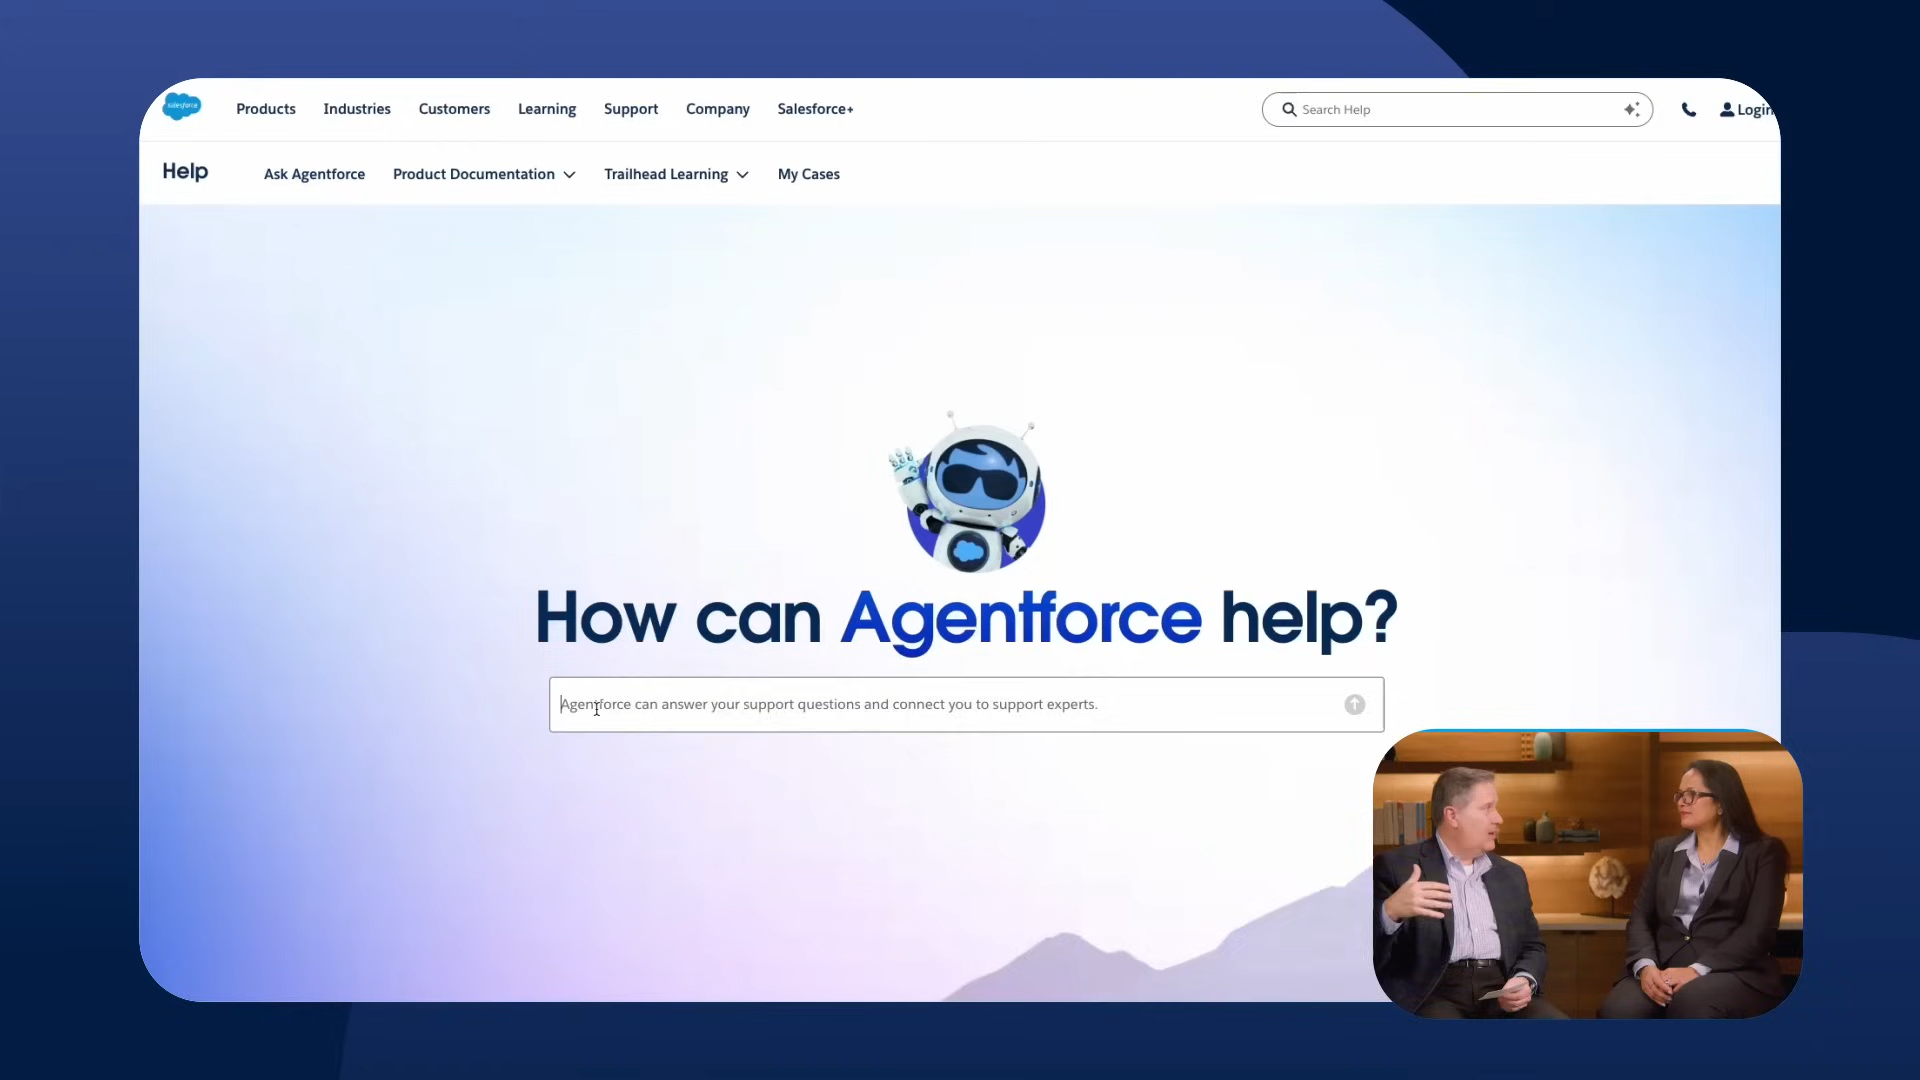 salesforce
Products Industries Customers Learning Support Company Salesforce+
Search Help
Login
Help
Ask Agentforce Product Documentation Trailhead Learning My Cases
How can Agentforce help?
Agentforce can answer your support questions and connect you to support experts.